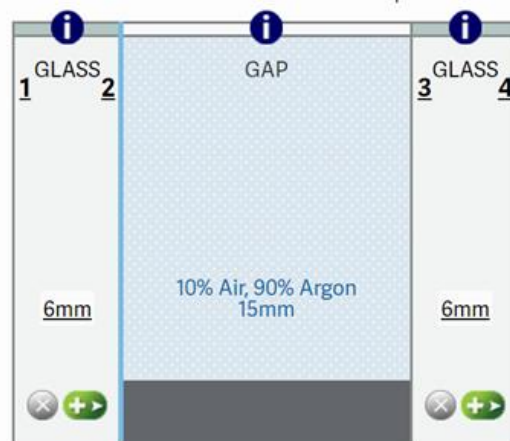 i i i
GLASS GAP GLASS
1 2 3 4
10% Air, 90% Argon
6mm 15mm 6mm